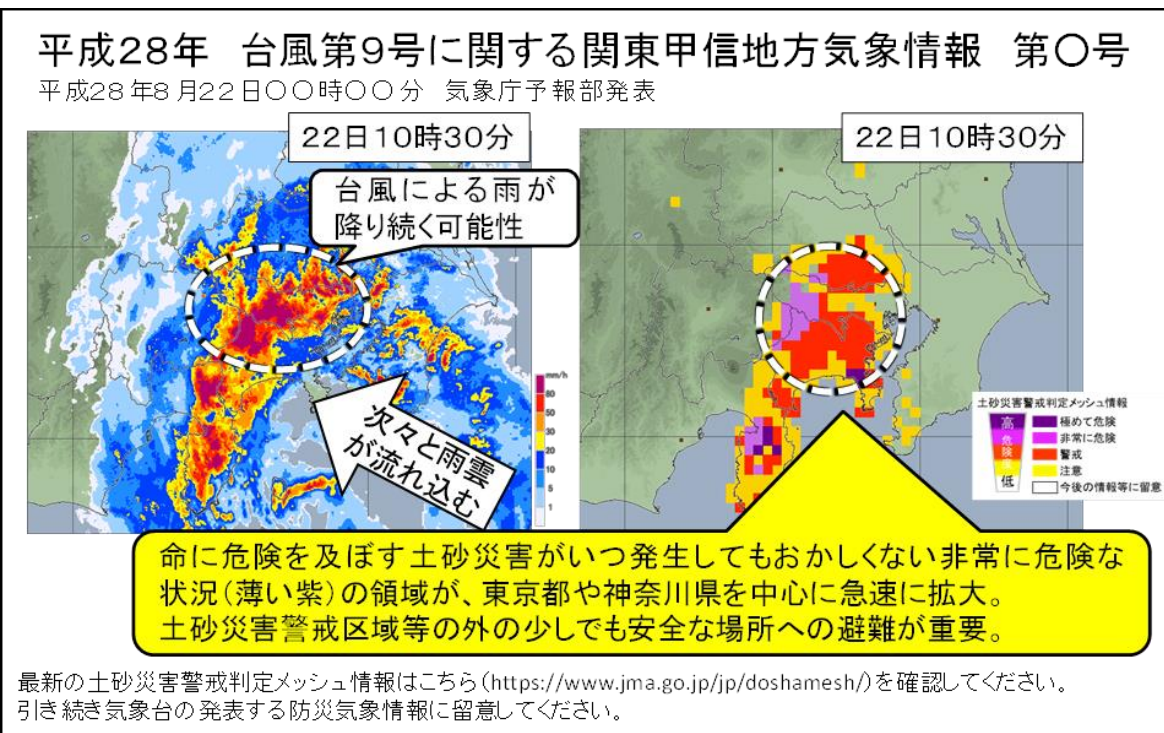 平成28年　台風第9号に関する関東甲信地方気象情報　第〇号
平成28年8月22日〇〇時〇〇分　気象庁予報部発表
22日10時30分
台風による雨が
降り続く可能性
次々と雨雲
が流れ込む
mm/h
80
50
30
20
10
5
1
22日10時30分
土砂災害警戒判定メッシュ情報
高
危
険
度
低
極めて危険
非常に危険
警戒
注意
今後の情報等に留意
命に危険を及ぼす土砂災害がいつ発生してもおかしくない非常に危険な
状況(薄い紫)の領域が、東京都や神奈川県を中心に急速に拡大。
土砂災害警戒区域等の外の少しでも安全な場所への避難が重要。
最新の土砂災害警戒判定メッシュ情報はこちら(https://www.jma.go.jp/jp/doshamesh/)を確認してください。
引き続き気象台の発表する防災気象情報に留意してください。